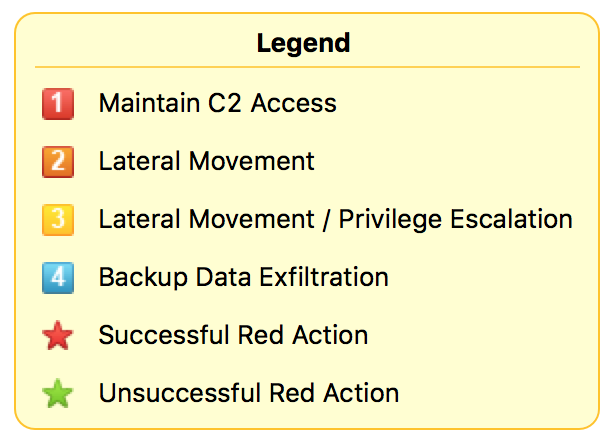 Legend
1 Maintain C2 Access
2 Lateral Movement
3 Lateral Movement / Privilege Escalation
4 Backup Data Exfiltration
Successful Red Action
Unsuccessful Red Action